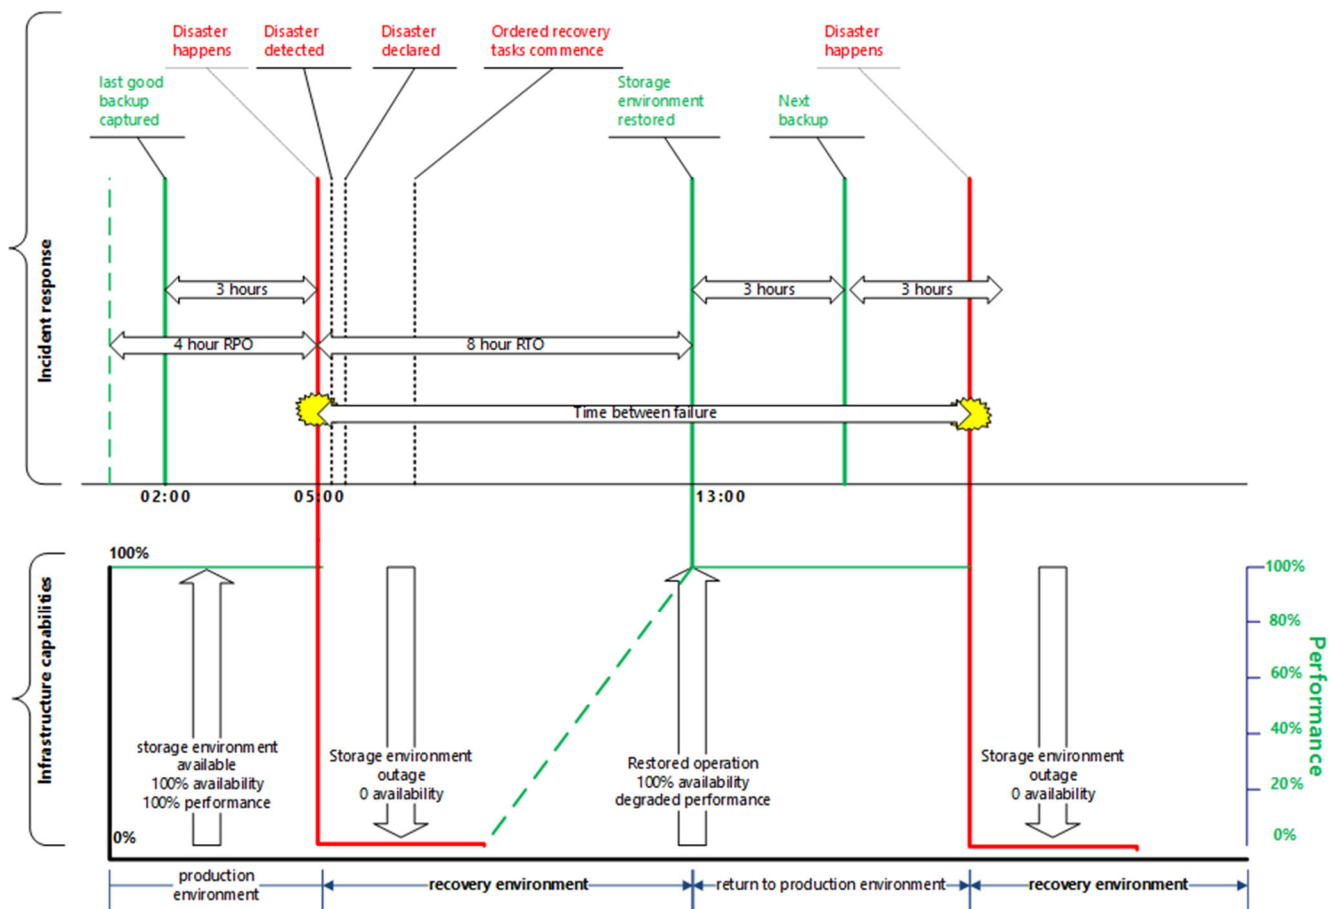 Disaster
happens
Disaster
detected
Disaster
declared
Ordered recovery
tasks commence
Disaster
happens
last good
backup
captured
Storage
environment
restored
Next
backup
Incident response
3 hours
3 hours
3 hours
4 hour RPO
8 hour RTO
Time between failure
02:00
05:00
13:00
Infrastructure capabilities
100%
0%
storage environment
available
100% availability
100% performance
Storage environment
outage
0 availability
Restored operation
100% availability
degraded performance
Storage environment
outage
0 availability
100%
80%
60%
40%
20%
0%
Performance
production
environment
recovery environment
return to production environment
recovery environment